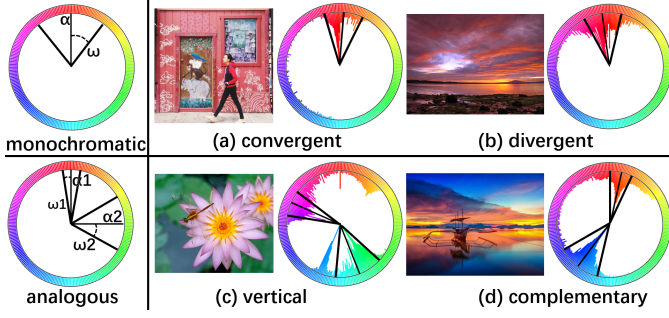 α
ω
monochromatic
(a) convergent
(b) divergent
α1
ω1
α2
ω2
analogous
(c) vertical
(d) complementary